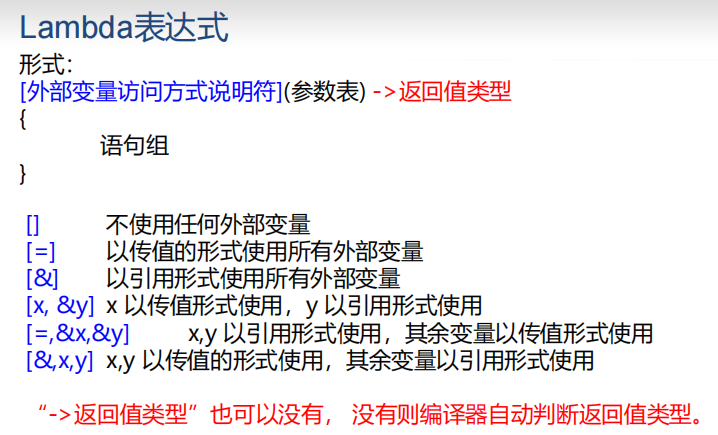 Lambda表达式
形式：
[外部变量访问方式说明符](参数表) ->返回值类型
{
语句组
}
[] 不使用任何外部变量
[=] 以传值的形式使用所有外部变量
[&] 以引用形式使用所有外部变量
[x, &y] x 以传值形式使用，y 以引用形式使用
[=,&x,&y] x,y 以引用形式使用，其余变量以传值形式使用
[&,x,y] x,y 以传值的形式使用，其余变量以引用形式使用
“->返回值类型”也可以没有， 没有则编译器自动判断返回值类型。